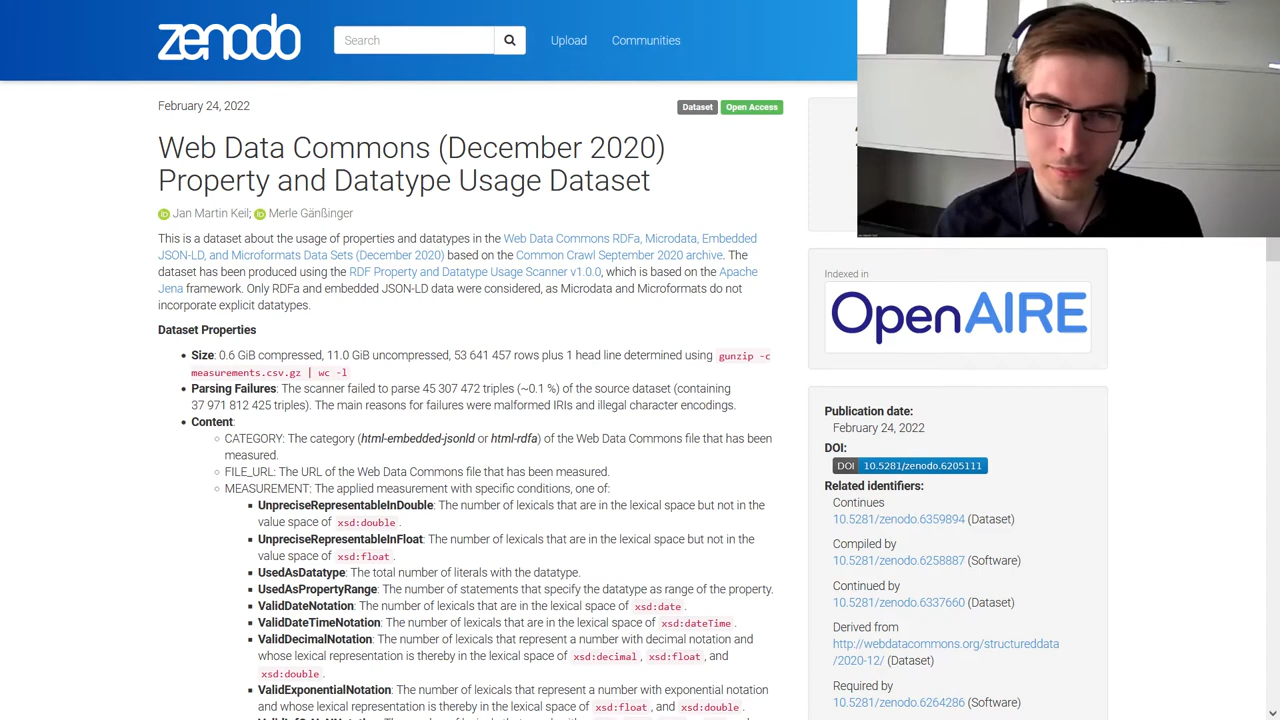 zenodo
Search
Upload
Communities
February 24, 2022
Dataset
Open Access
Web Data Commons (December 2020)
Property and Datatype Usage Dataset
Jan Martin Keil; Merle Gänßinger
This is a dataset about the usage of properties and datatypes in the Web Data Commons RDFa, Microdata, Embedded
JSON-LD, and Microformats Data Sets (December 2020) based on the Common Crawl September 2020 archive. The
dataset has been produced using the RDF Property and Datatype Usage Scanner v1.0.0, which is based on the Apache
Jena framework. Only RDFa and embedded JSON-LD data were considered, as Microdata and Microformats do not
incorporate explicit datatypes.
Dataset Properties
Size: 0.6 GiB compressed, 11.0 GiB uncompressed, 53 641 457 rows plus 1 head line determined using gunzip -c
measurements.csv.gz | wc -l
Parsing Failures: The scanner failed to parse 45 307 472 triples (~0.1 %) of the source dataset (containing
37 971 812 425 triples). The main reasons for failures were malformed IRIs and illegal character encodings.
Content:
CATEGORY: The category (html-embedded-jsonld or html-rdfa) of the Web Data Commons file that has been
measured.
FILE_URL: The URL of the Web Data Commons file that has been measured.
MEASUREMENT: The applied measurement with specific conditions, one of:
UnpreciseRepresentableInDouble: The number of lexicals that are in the lexical space but not in the
value space of xsd:double.
UnpreciseRepresentableInFloat: The number of lexicals that are in the lexical space but not in the
value space of xsd:float.
UsedAsDatatype: The total number of literals with the datatype.
UsedAsPropertyRange: The number of statements that specify the datatype as range of the property.
ValidDateNotation: The number of lexicals that are in the lexical space of xsd:date.
ValidDateTimeNotation: The number of lexicals that are in the lexical space of xsd:dateTime.
ValidDecimalNotation: The number of lexicals that represent a number with decimal notation and
whose lexical representation is thereby in the lexical space of xsd:decimal, xsd:float, and
xsd:double.
ValidExponentialNotation: The number of lexicals that represent a number with exponential notation
and whose lexical representation is thereby in the lexical space of xsd:float, and xsd:double.
Indexed in
OpenAIRE
Publication date:
February 24, 2022
DOI:
DOI 10.5281/zenodo.6205111
Related identifiers:
Continues
10.5281/zenodo.6359894 (Dataset)
Compiled by
10.5281/zenodo.6258887 (Software)
Continued by
10.5281/zenodo.6337660 (Dataset)
Derived from
http://webdatacommons.org/structureddata
/2020-12/ (Dataset)
Required by
10.5281/zenodo.6264286 (Software)